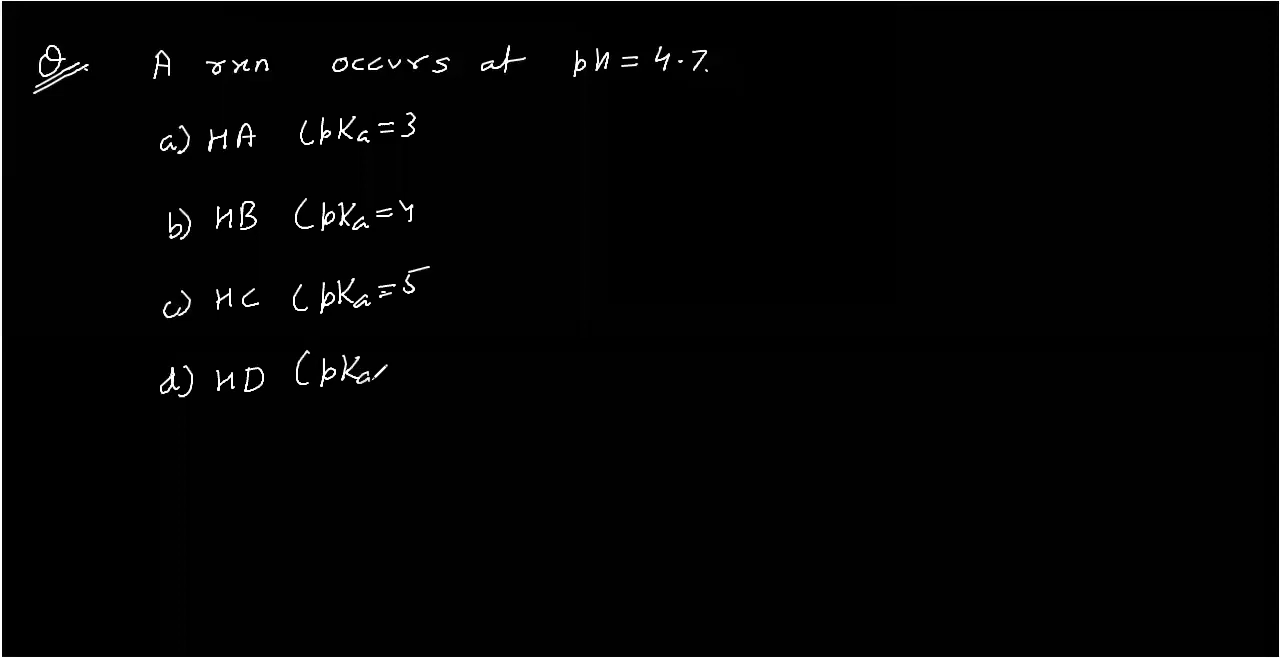 Q. A rxn occurs at pH = 4.7.
a) HA (pKa = 3
b) HB (pKa = 4
c) HC (pKa = 5
d) HD (pKa